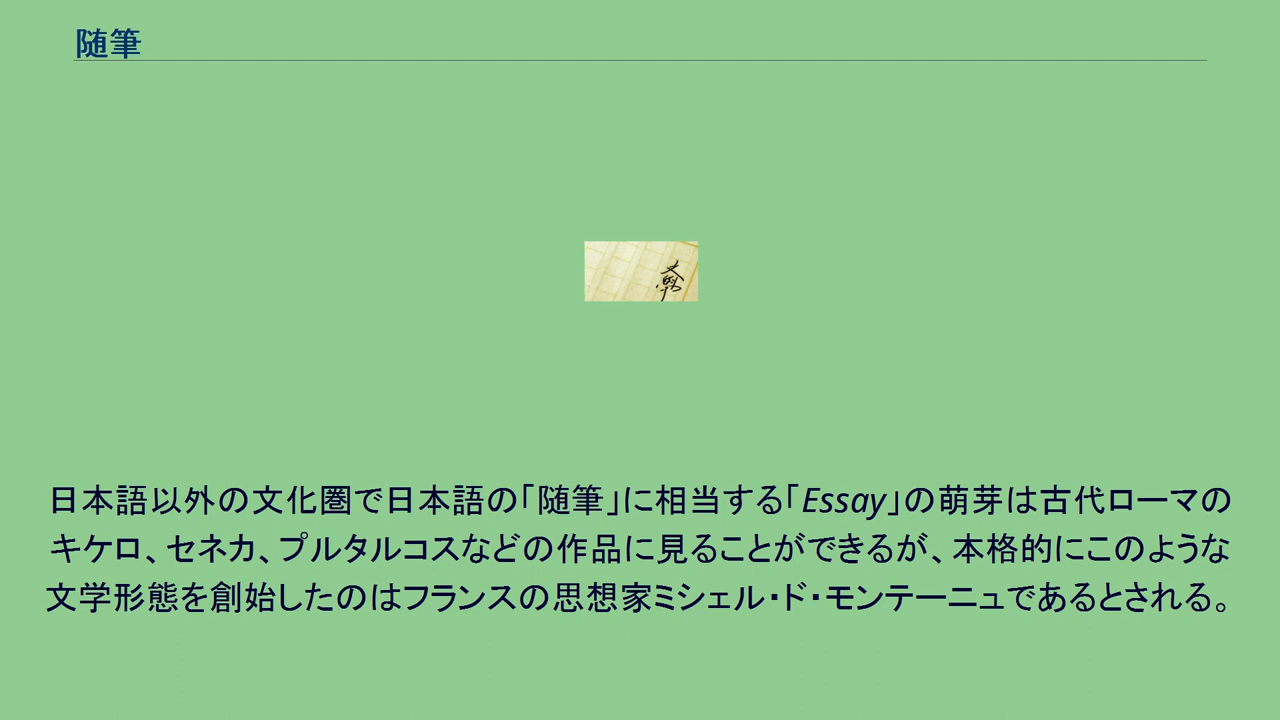 随筆
日本語以外の文化圏で日本語の「随筆」に相当する「Essay」の萌芽は古代ローマの
キケロ、セネカ、プルタルコスなどの作品に見ることができるが、本格的にこのような
文学形態を創始したのはフランスの思想家ミシェル・ド・モンテーニュであるとされる。